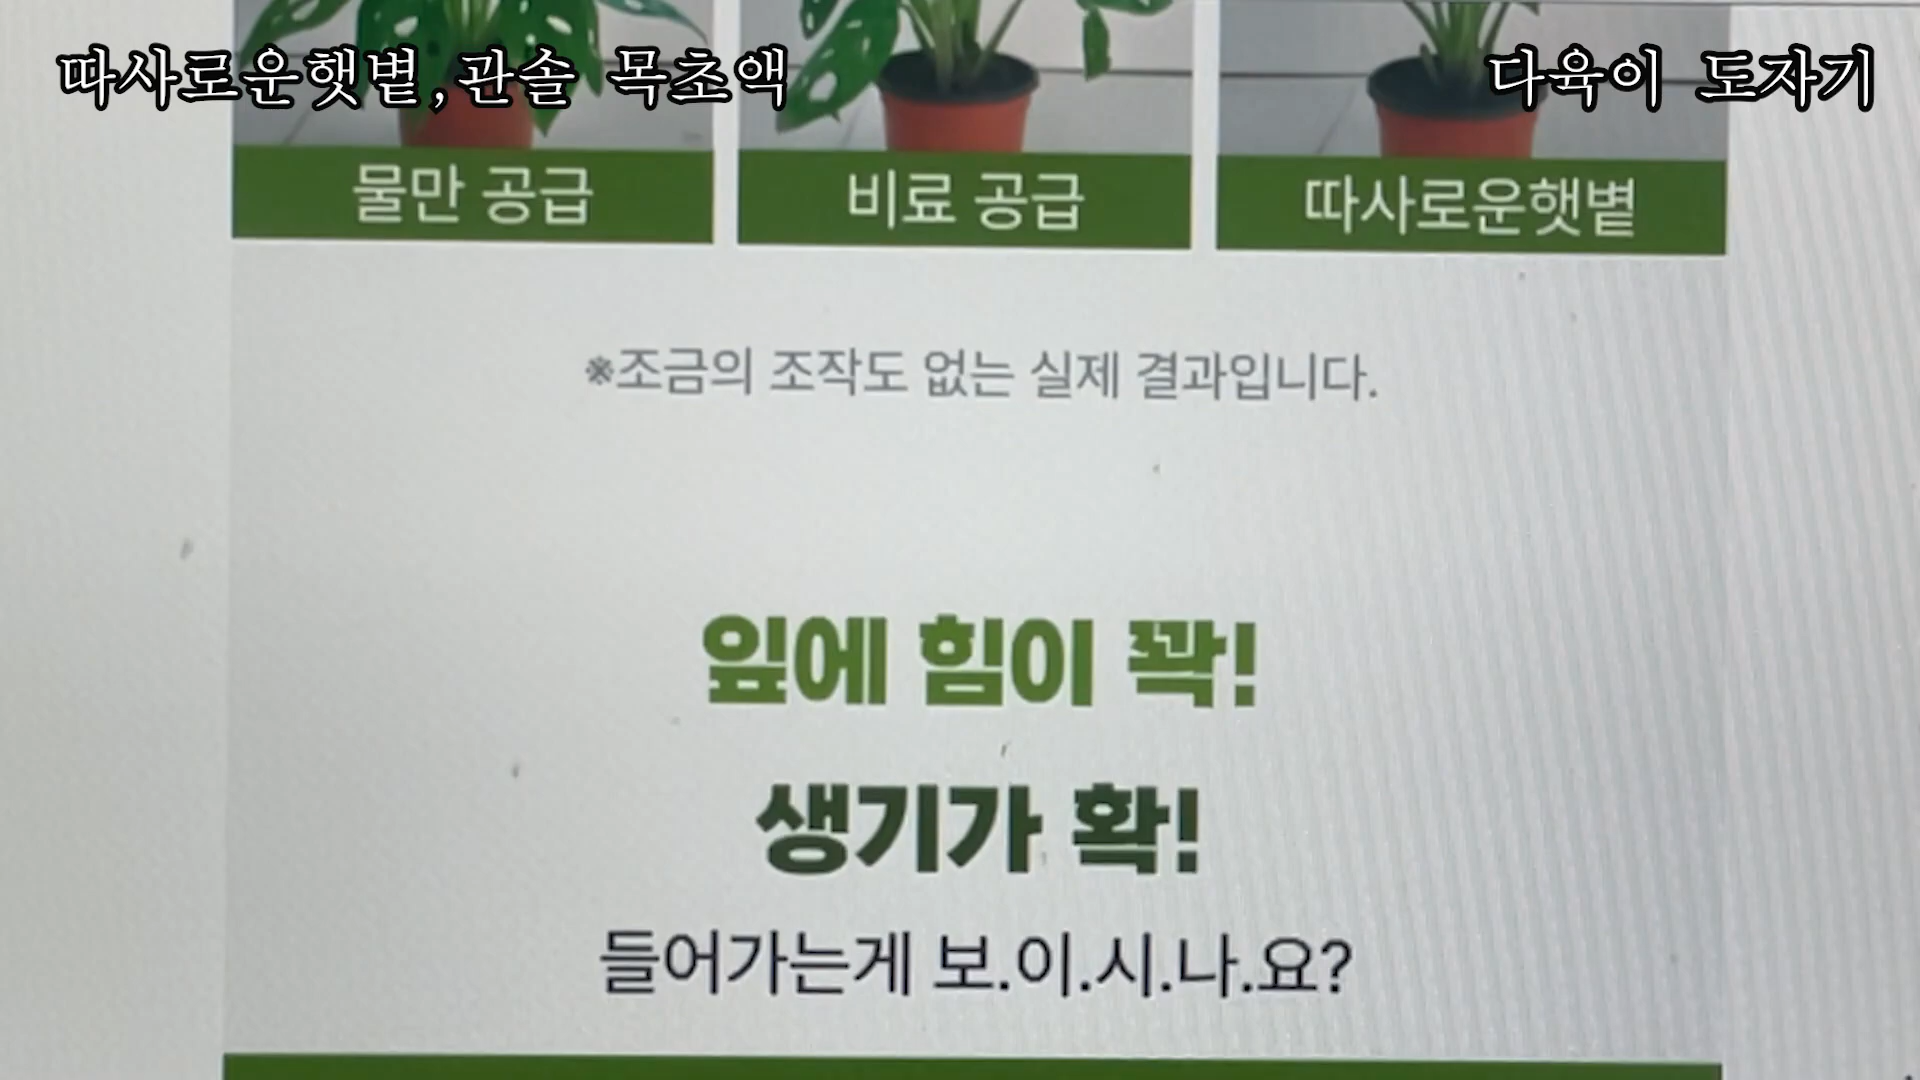 따사로운햇볕,관솔 목초액
다육이 도자기
물만 공급
비료 공급
따사로운햇볕
※조금의 조작도 없는 실제 결과입니다.
잎에 힘이 꽉!
생기가 확!
들어가는게 보.이.시.나.요?